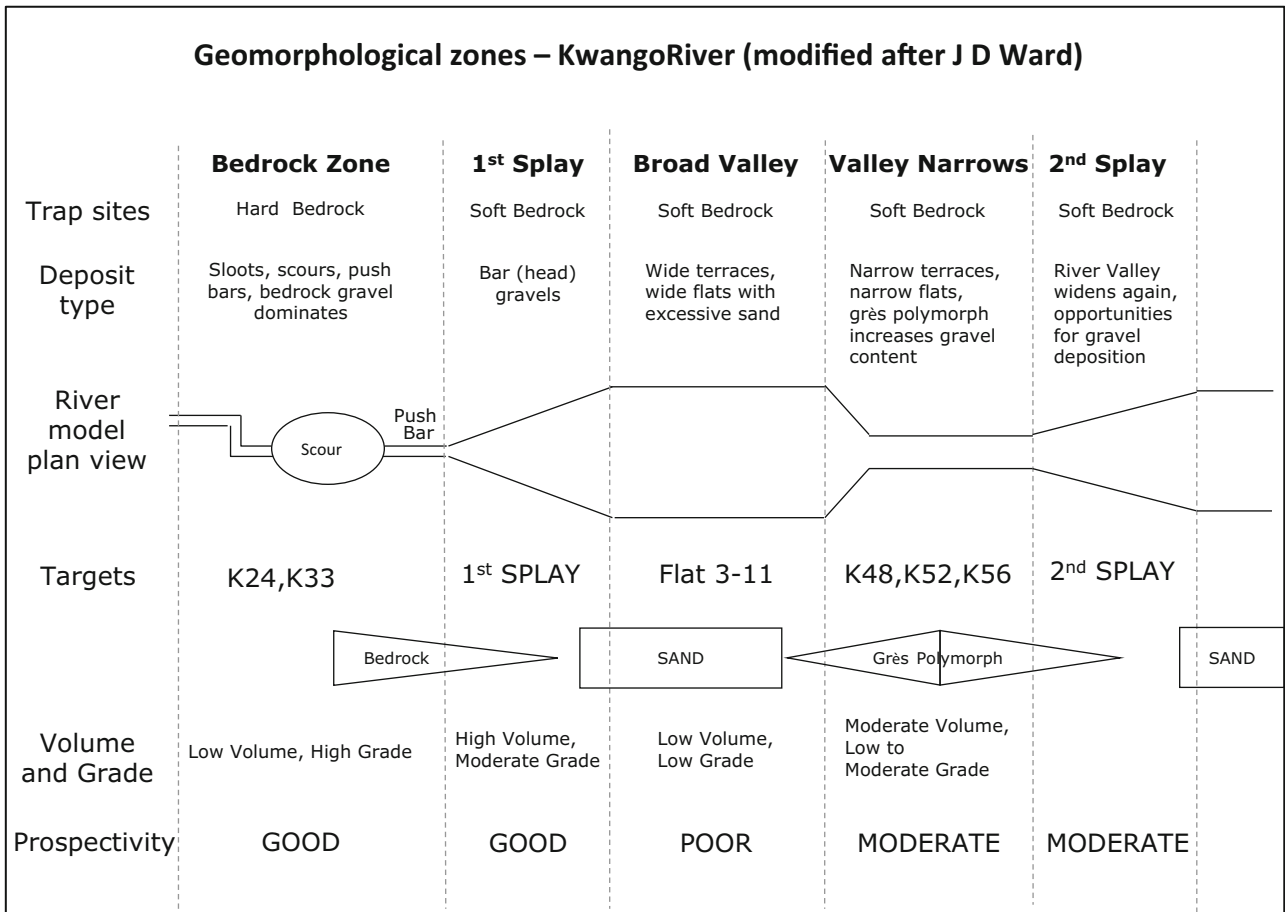 Geomorphological zones – KwangoRiver (modified after J D Ward)
Bedrock Zone
1st Splay
Broad Valley
Valley Narrows
2nd Splay
Trap sites
Hard Bedrock
Soft Bedrock
Soft Bedrock
Soft Bedrock
Soft Bedrock
Deposit
type
Sloots, scours, push
bars, bedrock gravel
dominates
Bar (head)
gravels
Wide terraces,
wide flats with
excessive sand
Narrow terraces,
narrow flats,
grès polymorph
increases gravel
content
River Valley
widens again,
opportunities
for gravel
deposition
River
model
plan view
Scour
Push
Bar
Targets
K24,K33
1st SPLAY
Flat 3-11
K48,K52,K56
2nd SPLAY
Bedrock
SAND
Grès Polymorph
SAND
Volume
and Grade
Low Volume, High Grade
High Volume,
Moderate Grade
Low Volume,
Low Grade
Moderate Volume,
Low to
Moderate Grade
Prospectivity
GOOD
GOOD
POOR
MODERATE
MODERATE